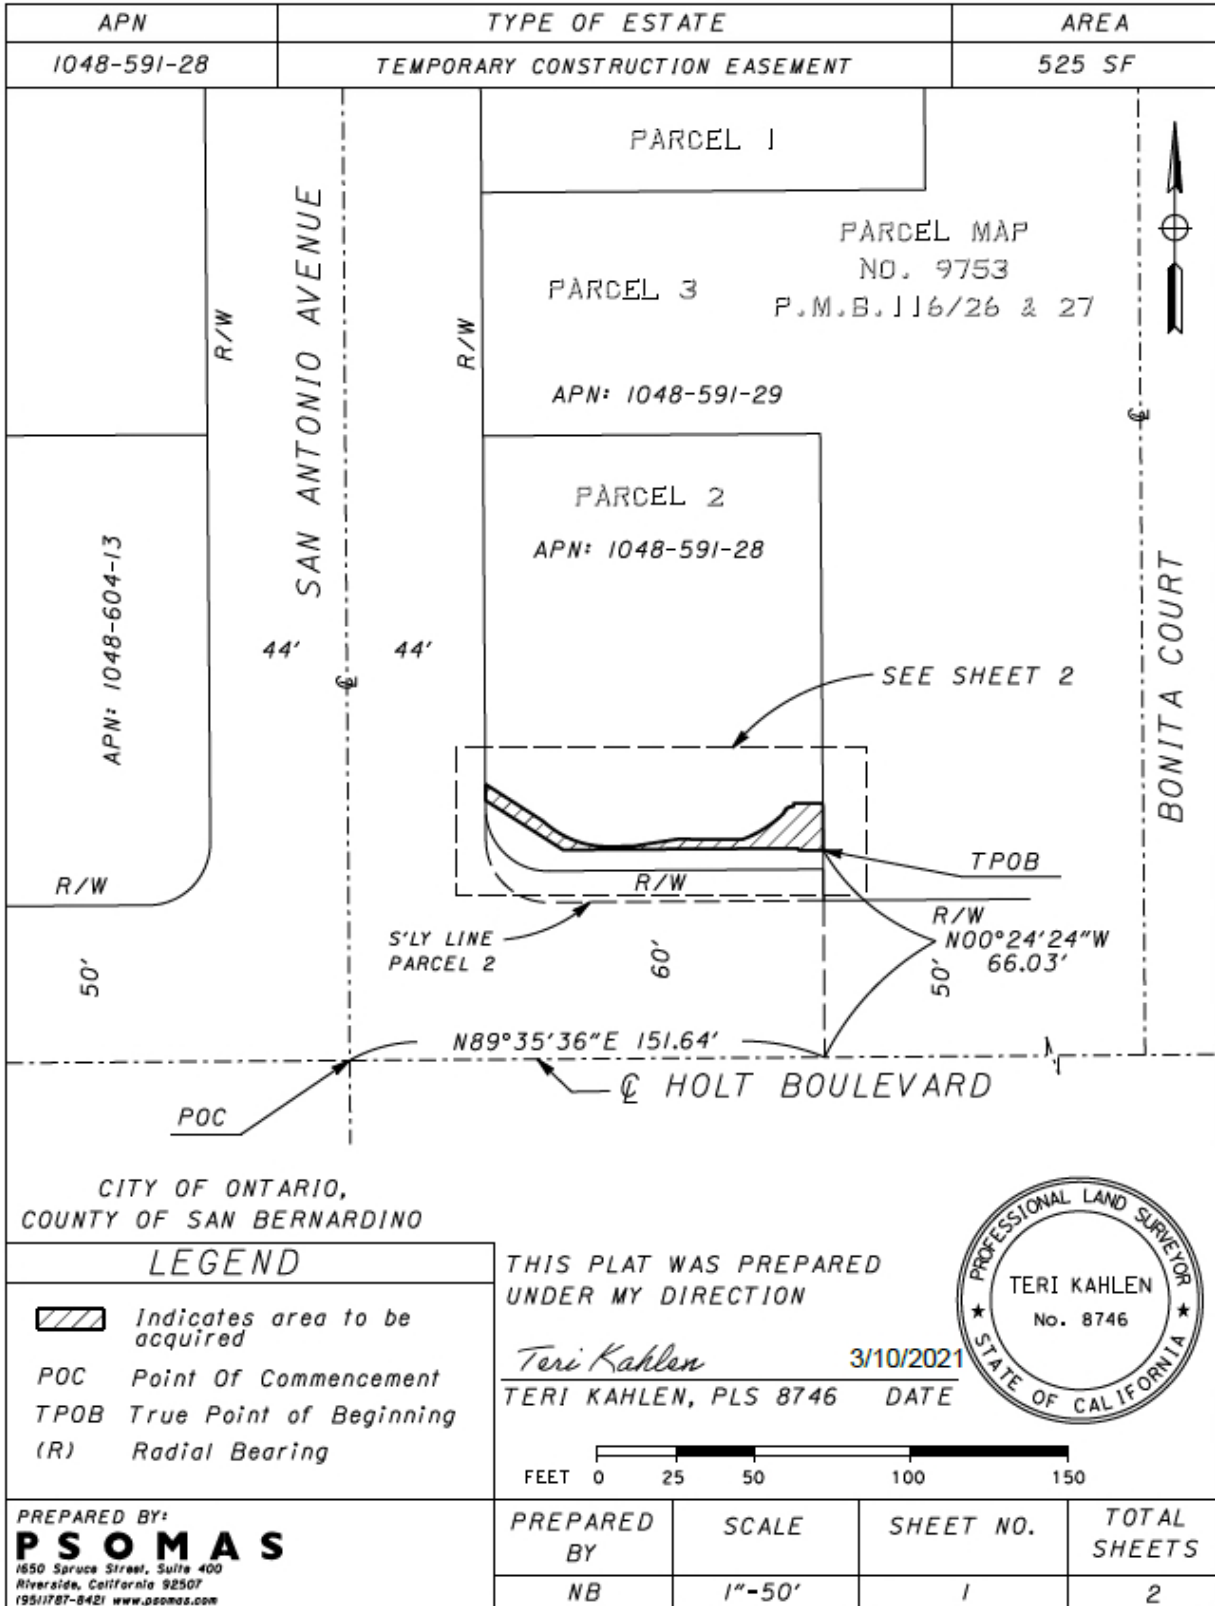 APN TYPE OF ESTATE AREA
1048-591-28 TEMPORARY CONSTRUCTION EASEMENT 525 SF
PARCEL 1
PARCEL MAP
NO. 9753
P.M.B.116/26 & 27
PARCEL 3
APN: 1048-591-29
R/W
SAN ANTONIO AVENUE
R/W
℄
PARCEL 2
APN: 1048-591-28
APN: 1048-604-13
44' 44'
℄
SEE SHEET 2
BONITA COURT
TPOB
R/W
R/W
R/W
N00°24'24"W
66.03'
S'LY LINE
PARCEL 2
50' 60' 50'
N89°35'36"E 151.64'
℄ HOLT BOULEVARD
POC
CITY OF ONTARIO,
COUNTY OF SAN BERNARDINO
LEGEND
Indicates area to be
acquired
POC Point Of Commencement
TPOB True Point of Beginning
(R) Radial Bearing
THIS PLAT WAS PREPARED
UNDER MY DIRECTION
Teri Kahlen 3/10/2021
TERI KAHLEN, PLS 8746 DATE
PROFESSIONAL LAND SURVEYOR
TERI KAHLEN
No. 8746
★ STATE OF CALIFORNIA ★
FEET 0 25 50 100 150
PREPARED BY:
PSOMAS
1650 Spruce Street, Suite 400
Riverside, California 92507
(951)787-8421 www.psomas.com
PREPARED BY SCALE SHEET NO. TOTAL SHEETS
NB 1"-50' 1 2